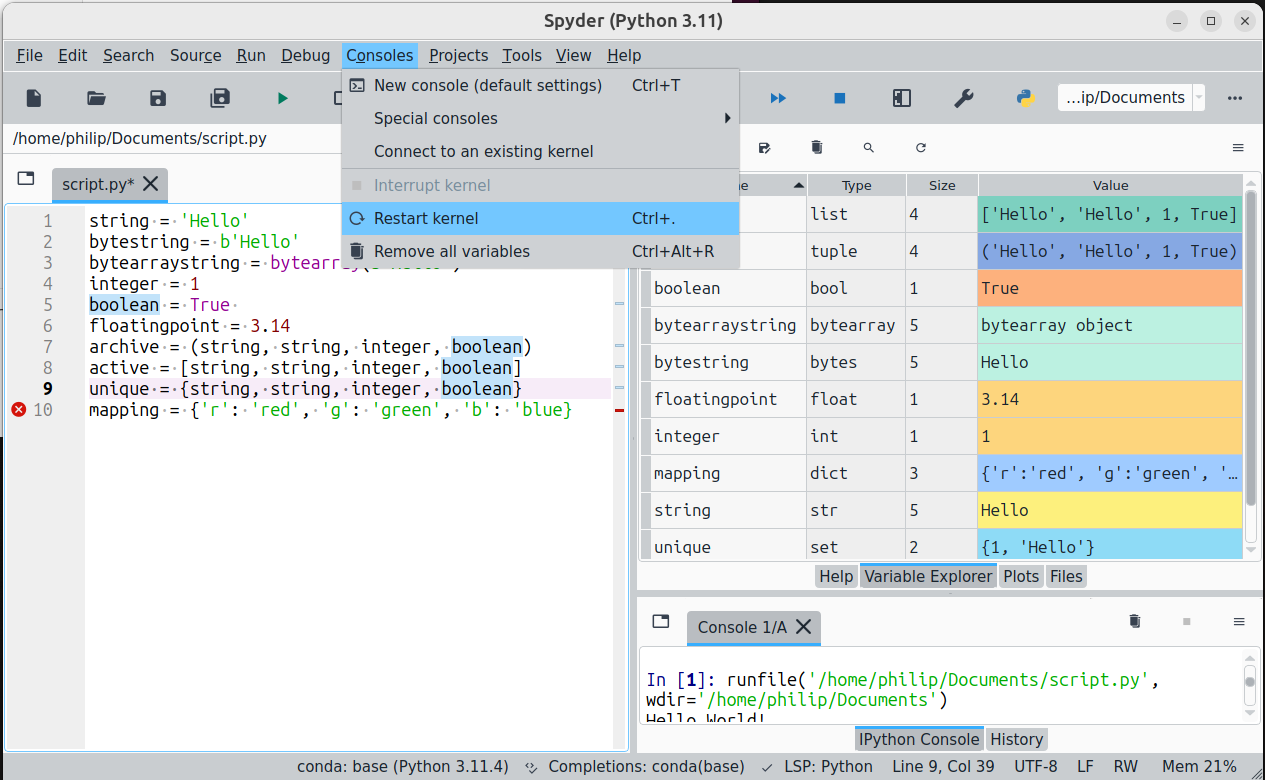 Spyder (Python 3.11)
File Edit Search Source Run Debug Consoles Projects Tools View Help
New console (default settings) Ctrl+T
Special consoles
Connect to an existing kernel
Interrupt kernel
Restart kernel Ctrl+.
Remove all variables Ctrl+Alt+R
...ip/Documents
/home/philip/Documents/script.py
script.py*
1 string = 'Hello'
2 bytestring = b'Hello'
3 bytearraystring = bytearray(
4 integer = 1
5 boolean = True
6 floatingpoint = 3.14
7 archive = (string, string, integer, boolean)
8 active = [string, string, integer, boolean]
9 unique = {string, string, integer, boolean}
10 mapping = {'r': 'red', 'g': 'green', 'b': 'blue}
Type Size Value
list 4 ['Hello', 'Hello', 1, True]
tuple 4 ('Hello', 'Hello', 1, True)
boolean bool 1 True
bytearraystring bytearray 5 bytearray object
bytestring bytes 5 Hello
floatingpoint float 1 3.14
integer int 1 1
mapping dict 3 {'r':'red', 'g':'green', '...
string str 5 Hello
unique set 2 {1, 'Hello'}
Help Variable Explorer Plots Files
Console 1/A
In [1]: runfile('/home/philip/Documents/script.py',
wdir='/home/philip/Documents')
Hello World!
IPython Console History
conda: base (Python 3.11.4) Completions: conda(base) LSP: Python Line 9, Col 39 UTF-8 LF RW Mem 21%